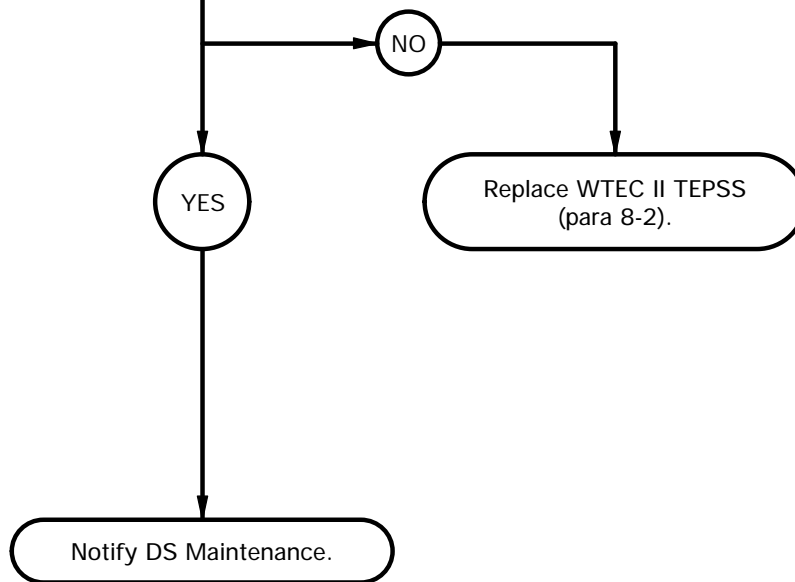 NO
YES
Replace WTEC II TEPSS
(para 8-2).
Notify DS Maintenance.